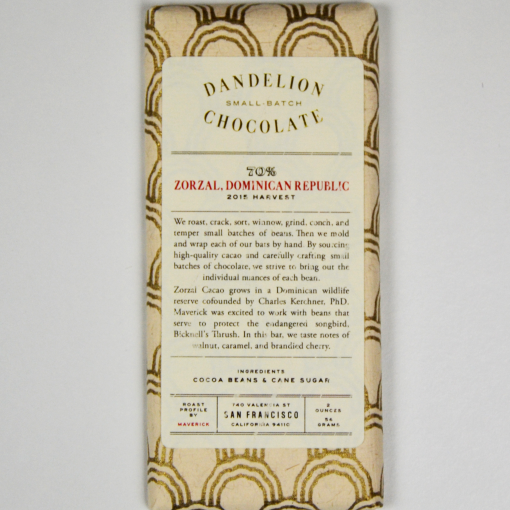 DANDELION
SMALL-BATCH
CHOCOLATE
70%
ZORZAL, DOMINICAN REPUBLIC
2015 HARVEST
We roast, crack, sort, winnow, grind, conch, and
temper small batches of beans. Then we mold
and wrap each of our bars by hand. By sourcing
high-quality cacao and carefully crafting small
batches of chocolate, we strive to bring out the
individual nuances of each bean.
Zorzal Cacao grows in a Dominican wildlife
reserve cofounded by Charles Kerchner, PhD.
Maverick was excited to work with beans that
serve to protect the endangered songbird,
Bicknell's Thrush. In this bar, we taste notes of
walnut, caramel, and brandied cherry.
INGREDIENTS
COCOA BEANS & CANE SUGAR
ROAST
PROFILE
BY
MAVERICK
740 VALENCIA ST
SAN FRANCISCO
CALIFORNIA 94110
2
OUNCES
56
GRAMS